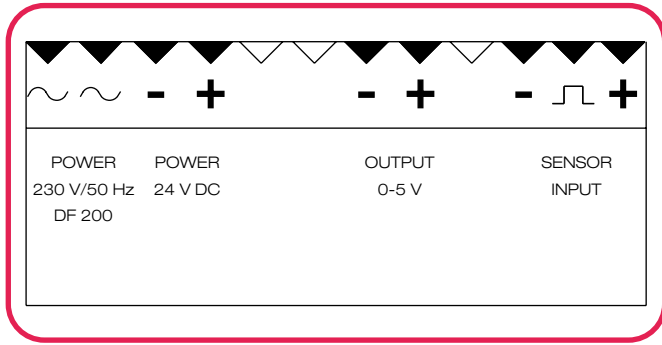 ~ ~ - + - + - ⎍ +
POWER POWER OUTPUT SENSOR
230 V/50 Hz 24 V DC 0-5 V INPUT
DF 200